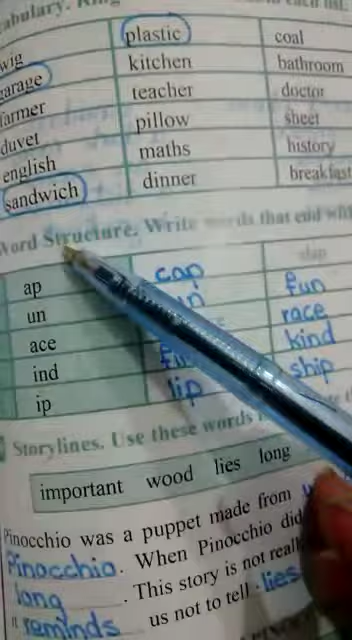 plastic coal
wig kitchen bathroom
garage teacher doctor
farmer pillow sheet
duvet maths history
english dinner breakfast
sandwich
Word Structure. Write words that end with
ap cap
un fun
ace race
ind kind
ip lip ship
Storylines. Use these words
important wood lies long
Pinocchio was a puppet made from
Pinocchio. When Pinocchio did
long. This story is not reall
it reminds us not to tell lies